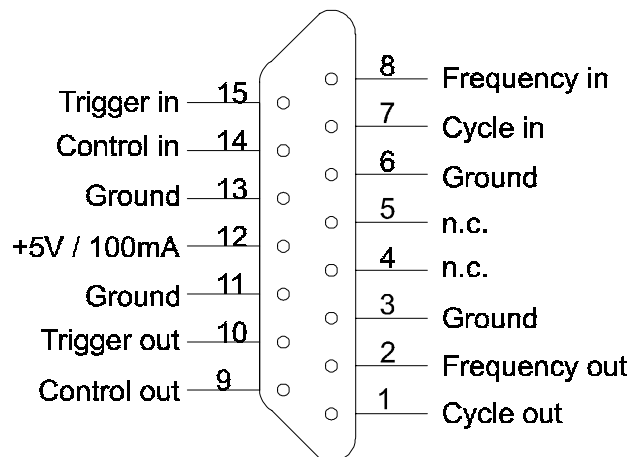 8 Frequency in
Trigger in 15
7 Cycle in
Control in 14
6 Ground
Ground 13
5 n.c.
+5V / 100mA 12
4 n.c.
Ground 11
3 Ground
Trigger out 10
2 Frequency out
Control out 9
1 Cycle out